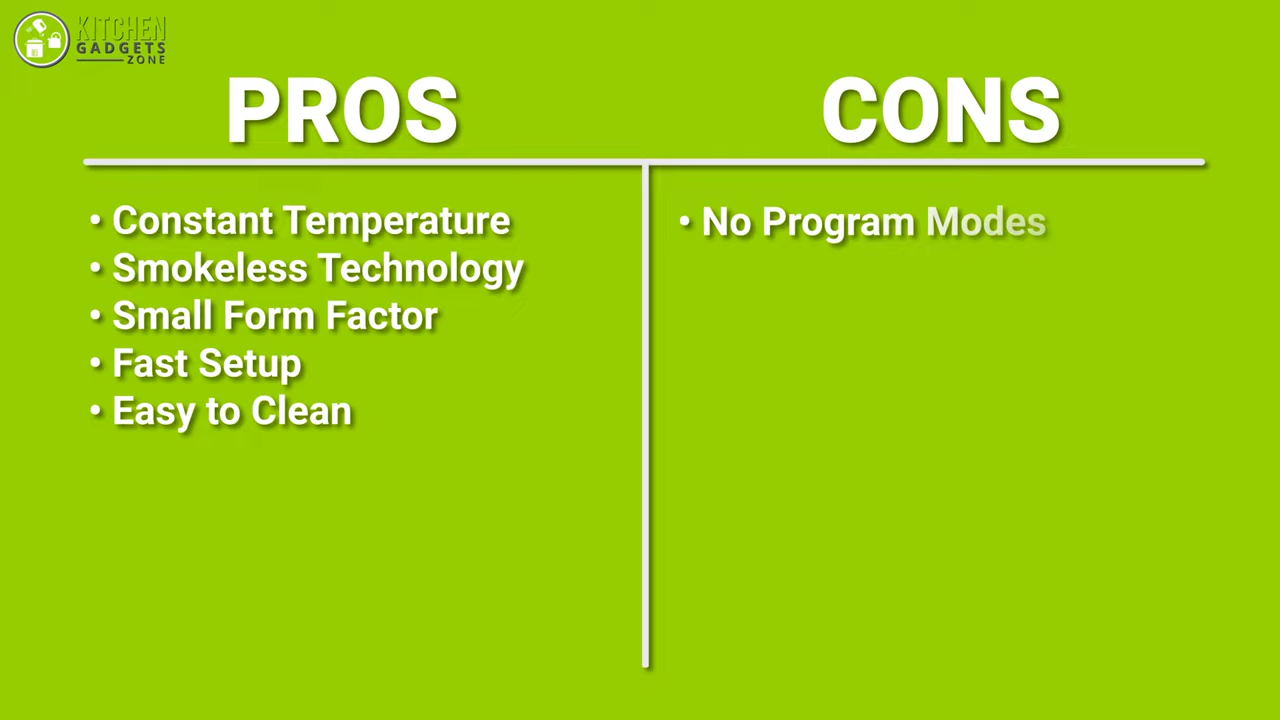 KITCHEN
GADGETS
ZONE
PROS
CONS
• Constant Temperature
• Smokeless Technology
• Small Form Factor
• Fast Setup
• Easy to Clean
• No Program Modes